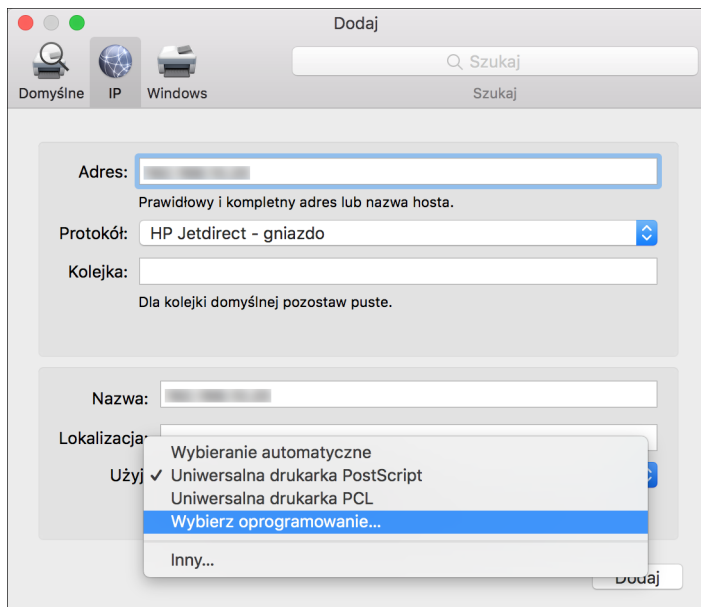 Dodaj
Szukaj
Domyślne IP Windows Szukaj
Adres:
Prawidłowy i kompletny adres lub nazwa hosta.
Protokół: HP Jetdirect - gniazdo
Kolejka:
Dla kolejki domyślnej pozostaw puste.
Nazwa:
Lokalizacja:
Wybieranie automatyczne
Użyj ✓ Uniwersalna drukarka PostScript
Uniwersalna drukarka PCL
Wybierz oprogramowanie...
Inny...
Dodaj